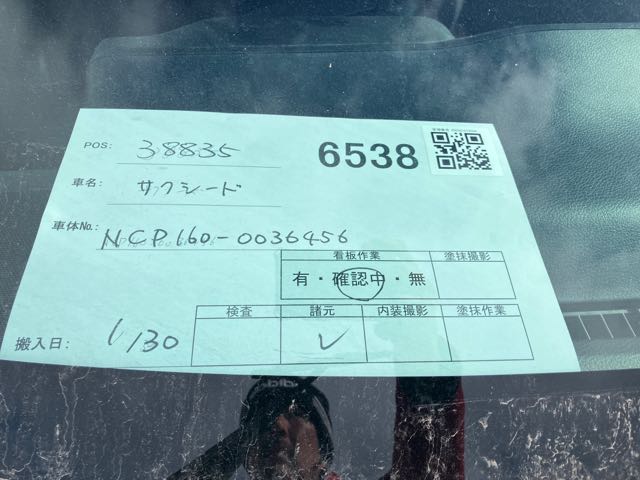 POS: 38835
6538
車名: サクシード
車体No.: NCP160-0036456
看板作業 塗抹撮影
有・確認中・無
検査 諸元 内装撮影 塗抹作業
搬入日: 1/30 レ